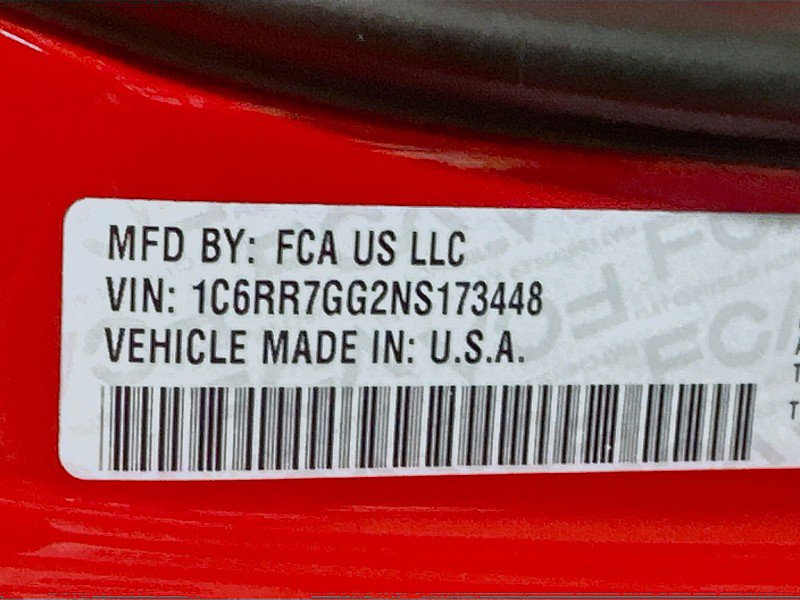 MFD BY: FCA US LLC
VIN: 1C6RR7GG2NS173448
VEHICLE MADE IN: U.S.A.